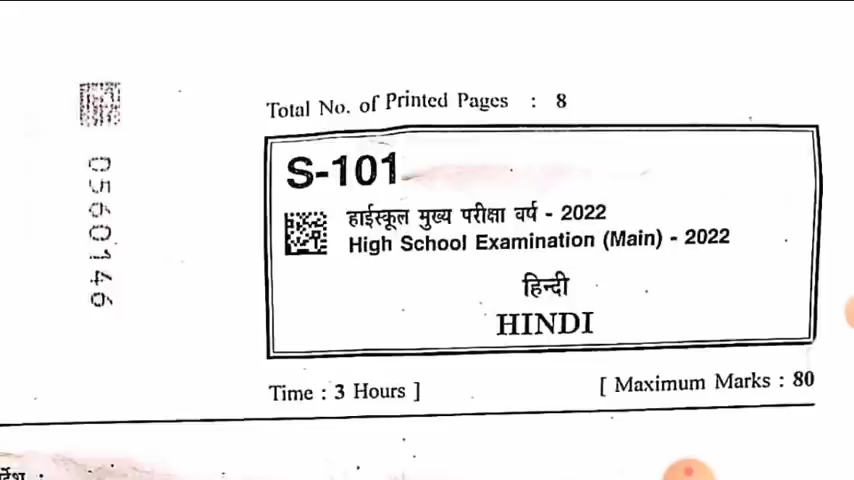 Total No. of Printed Pages : 8
S-101
हाईस्कूल मुख्य परीक्षा वर्ष - 2022
High School Examination (Main) - 2022
हिन्दी
HINDI
0560146
Time : 3 Hours ]
[ Maximum Marks : 80